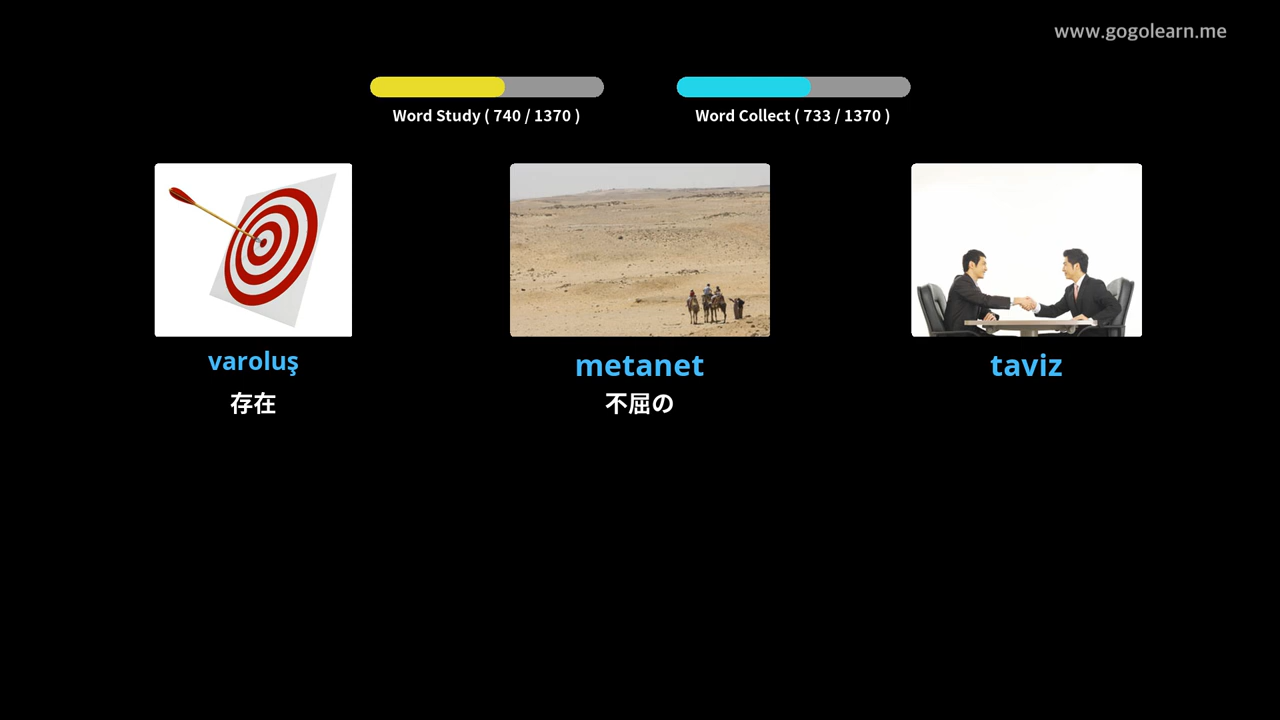 www.gogolearn.me
Word Study ( 740 / 1370 )
Word Collect ( 733 / 1370 )
varoluş
metanet
taviz
存在
不屈の